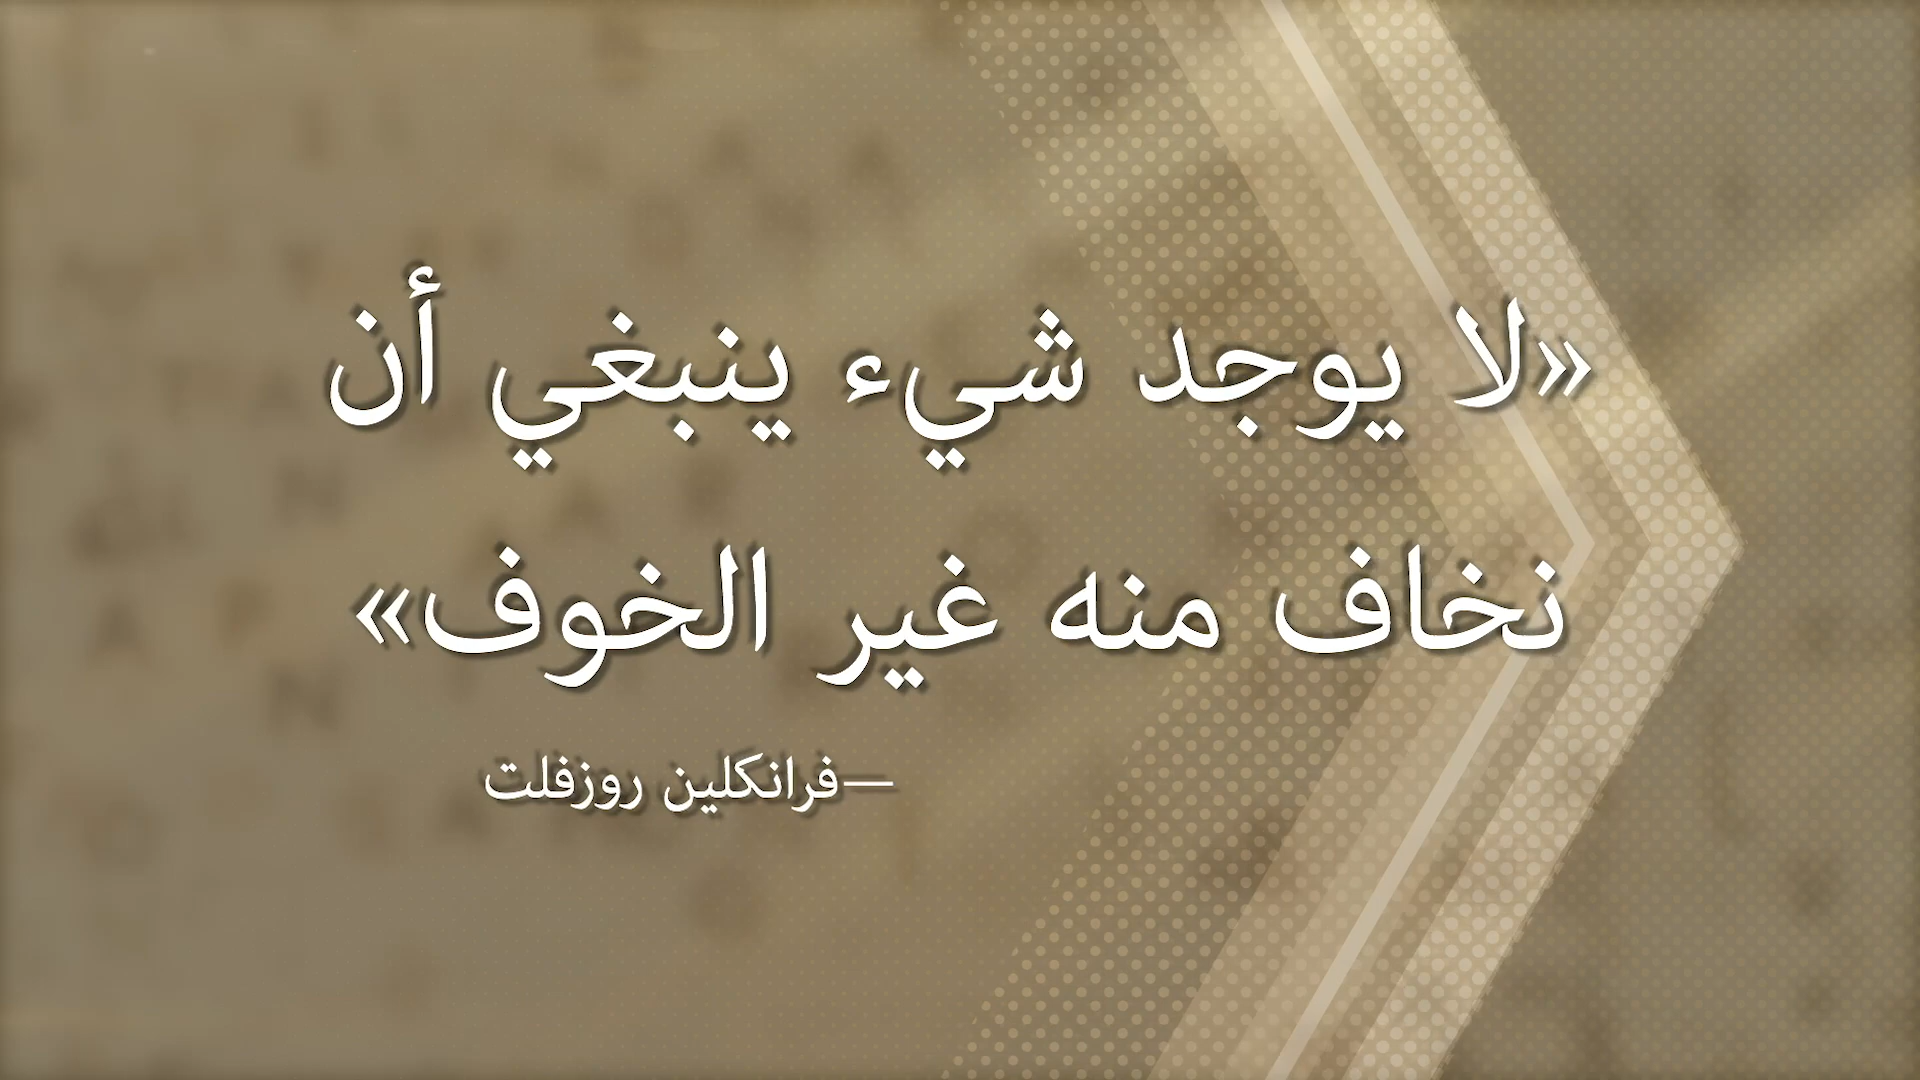 «لا يوجد شيء ينبغي أن
نخاف منه غير الخوف»
—فرانكلين روزفلت